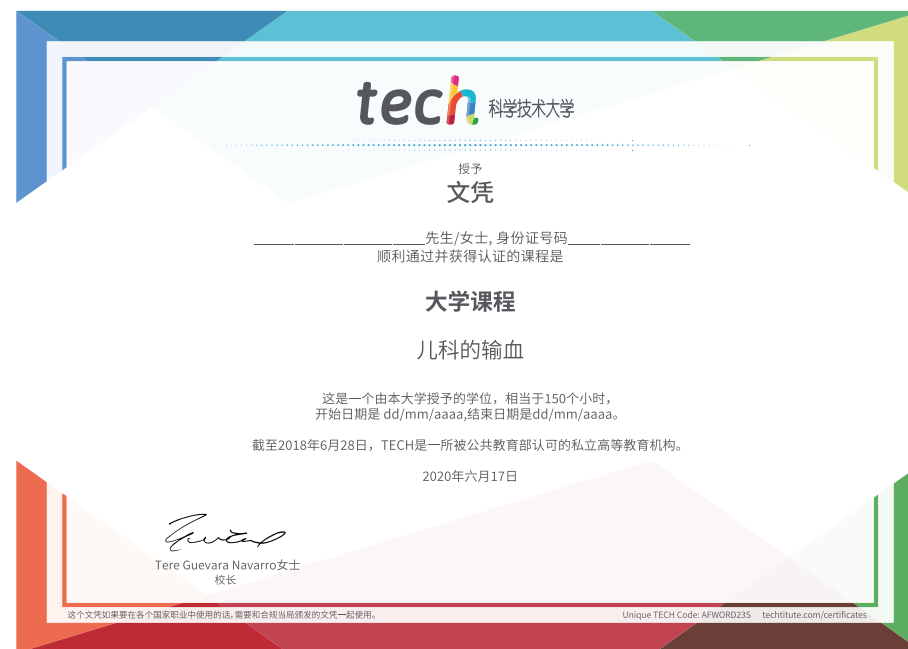 tech 科学技术大学
授予
文凭
____________________先生/女士, 身份证号码______________
顺利通过并获得认证的课程是
大学课程
儿科的输血
这是一个由本大学授予的学位，相当于150个小时，
开始日期是 dd/mm/aaaa,结束日期是dd/mm/aaaa。
截至2018年6月28日，TECH是一所被公共教育部认可的私立高等教育机构。
2020年六月17日
Tere Guevara Navarro女士
校长
这个文凭如果要在各个国家职业中使用的话,需要和合规当局颁发的文凭一起使用。
Unique TECH Code: AFWORD23S techtitute.com/certificates